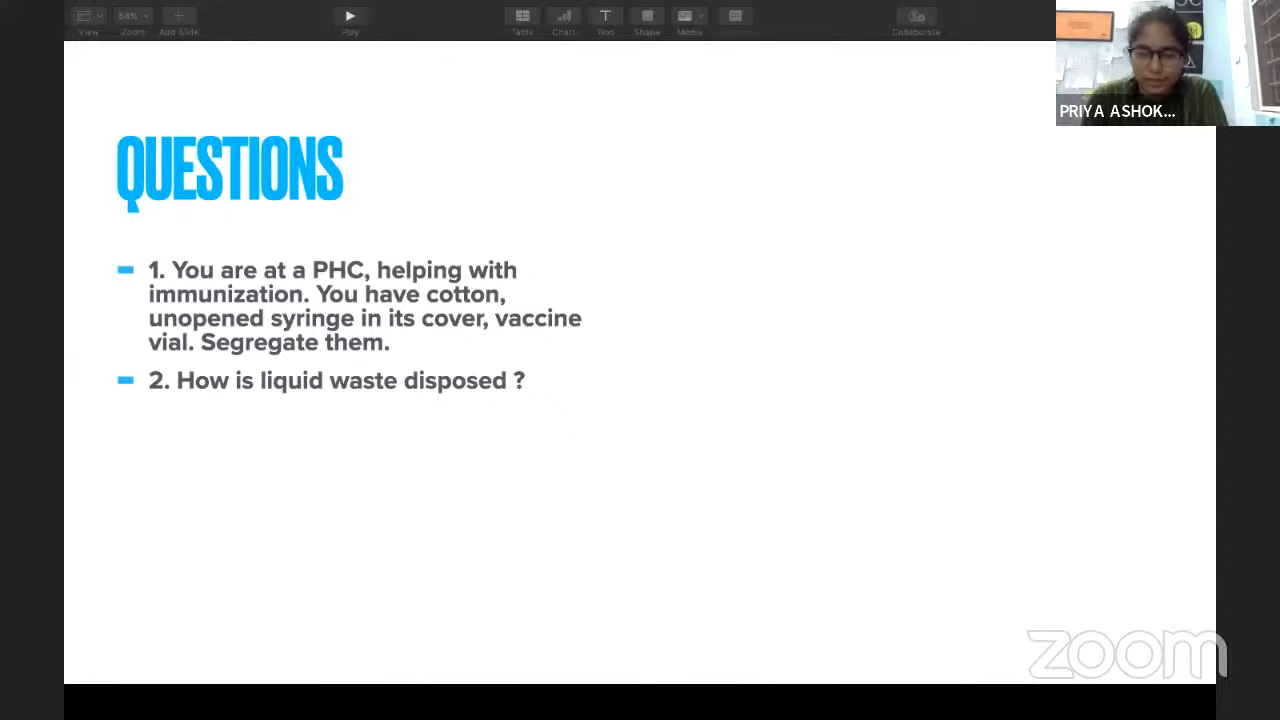 View
54%
Zoom
Add Slide
Play
Table
Chart
Text
Shape
Media
Collaborate
PRIYA ASHOK...
QUESTIONS
1. You are at a PHC, helping with
immunization. You have cotton,
unopened syringe in its cover, vaccine
vial. Segregate them.
2. How is liquid waste disposed ?
zoom